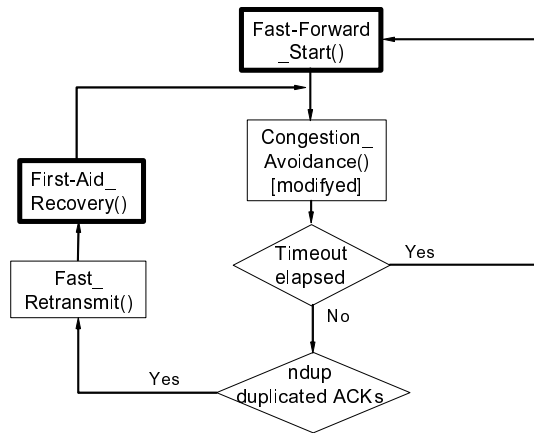 Fast-Forward
_Start()
Congestion_
Avoidance()
[modifyed]
First-Aid_
Recovery()
Timeout
elapsed
Yes
Fast_
Retransmit()
No
Yes
ndup
duplicated ACKs